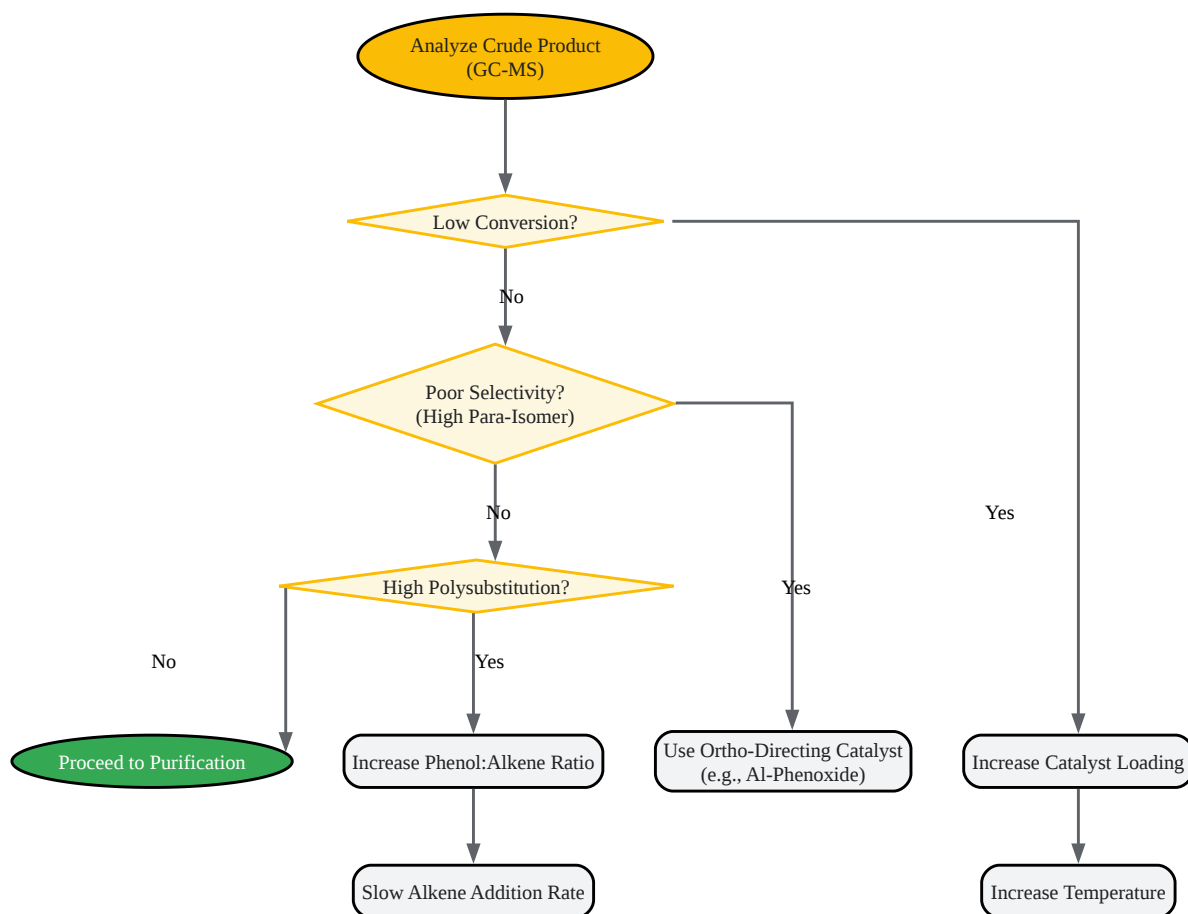 Analyze Crude Product
(GC-MS)
Low Conversion?
No
Poor Selectivity?
(High Para-Isomer)
No
Yes
High Polysubstitution?
Yes
No
Yes
Proceed to Purification
Increase Phenol:Alkene Ratio
Use Ortho-Directing Catalyst
(e.g., Al-Phenoxide)
Increase Catalyst Loading
Slow Alkene Addition Rate
Increase Temperature